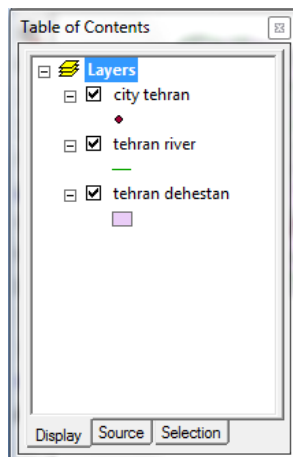 Table of Contents
Layers
city tehran
tehran river
tehran dehestan
Display Source Selection